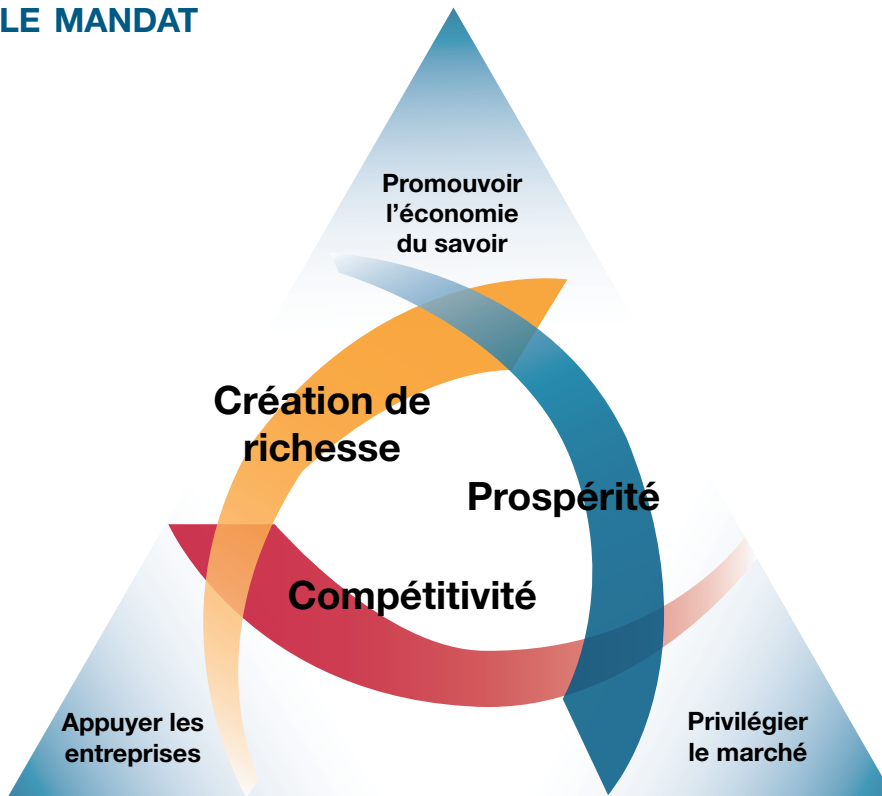 LE MANDAT
Promouvoir
l'économie
du savoir
Création de
richesse
Prospérité
Compétitivité
Appuyer les
entreprises
Privilégier
le marché